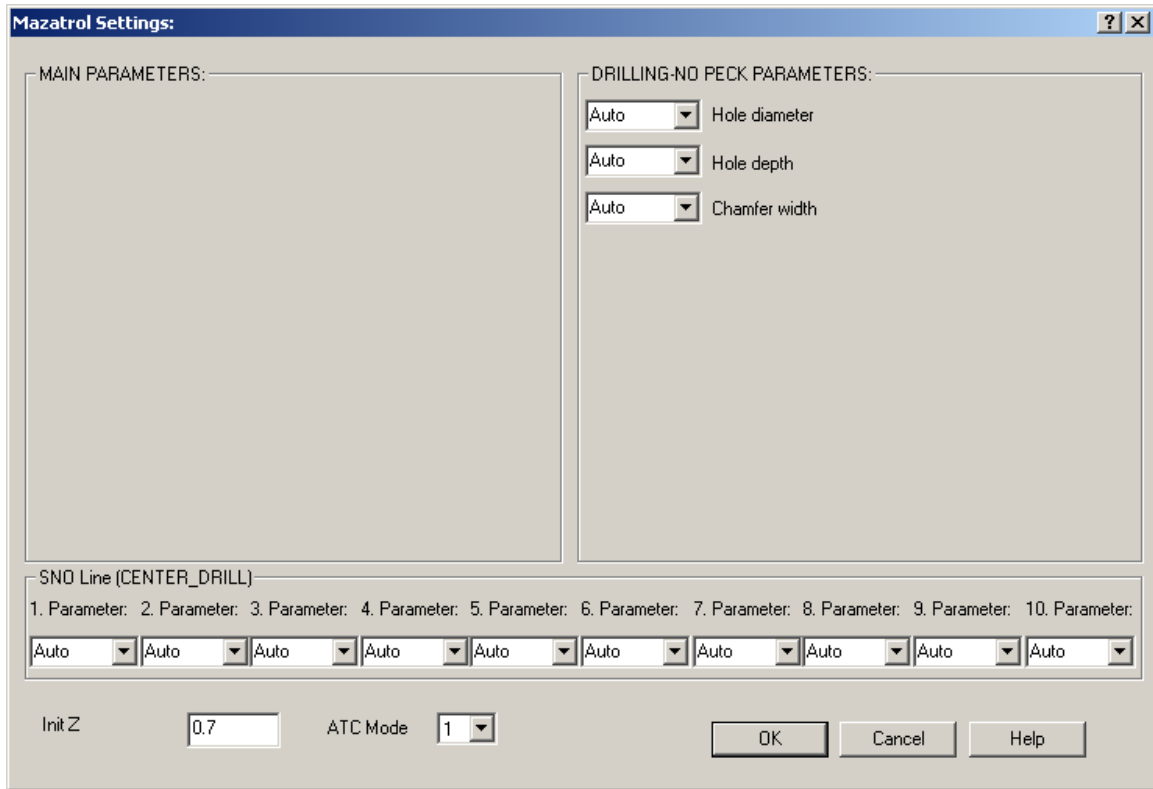 Mazatrol Settings:
MAIN PARAMETERS:
DRILLING-NO PECK PARAMETERS:
Auto Hole diameter
Auto Hole depth
Auto Chamfer width
SNO Line (CENTER_DRILL)
1. Parameter: 2. Parameter: 3. Parameter: 4. Parameter: 5. Parameter: 6. Parameter: 7. Parameter: 8. Parameter: 9. Parameter: 10. Parameter:
Auto Auto Auto Auto Auto Auto Auto Auto Auto Auto
Init Z 0.7 ATC Mode 1 OK Cancel Help